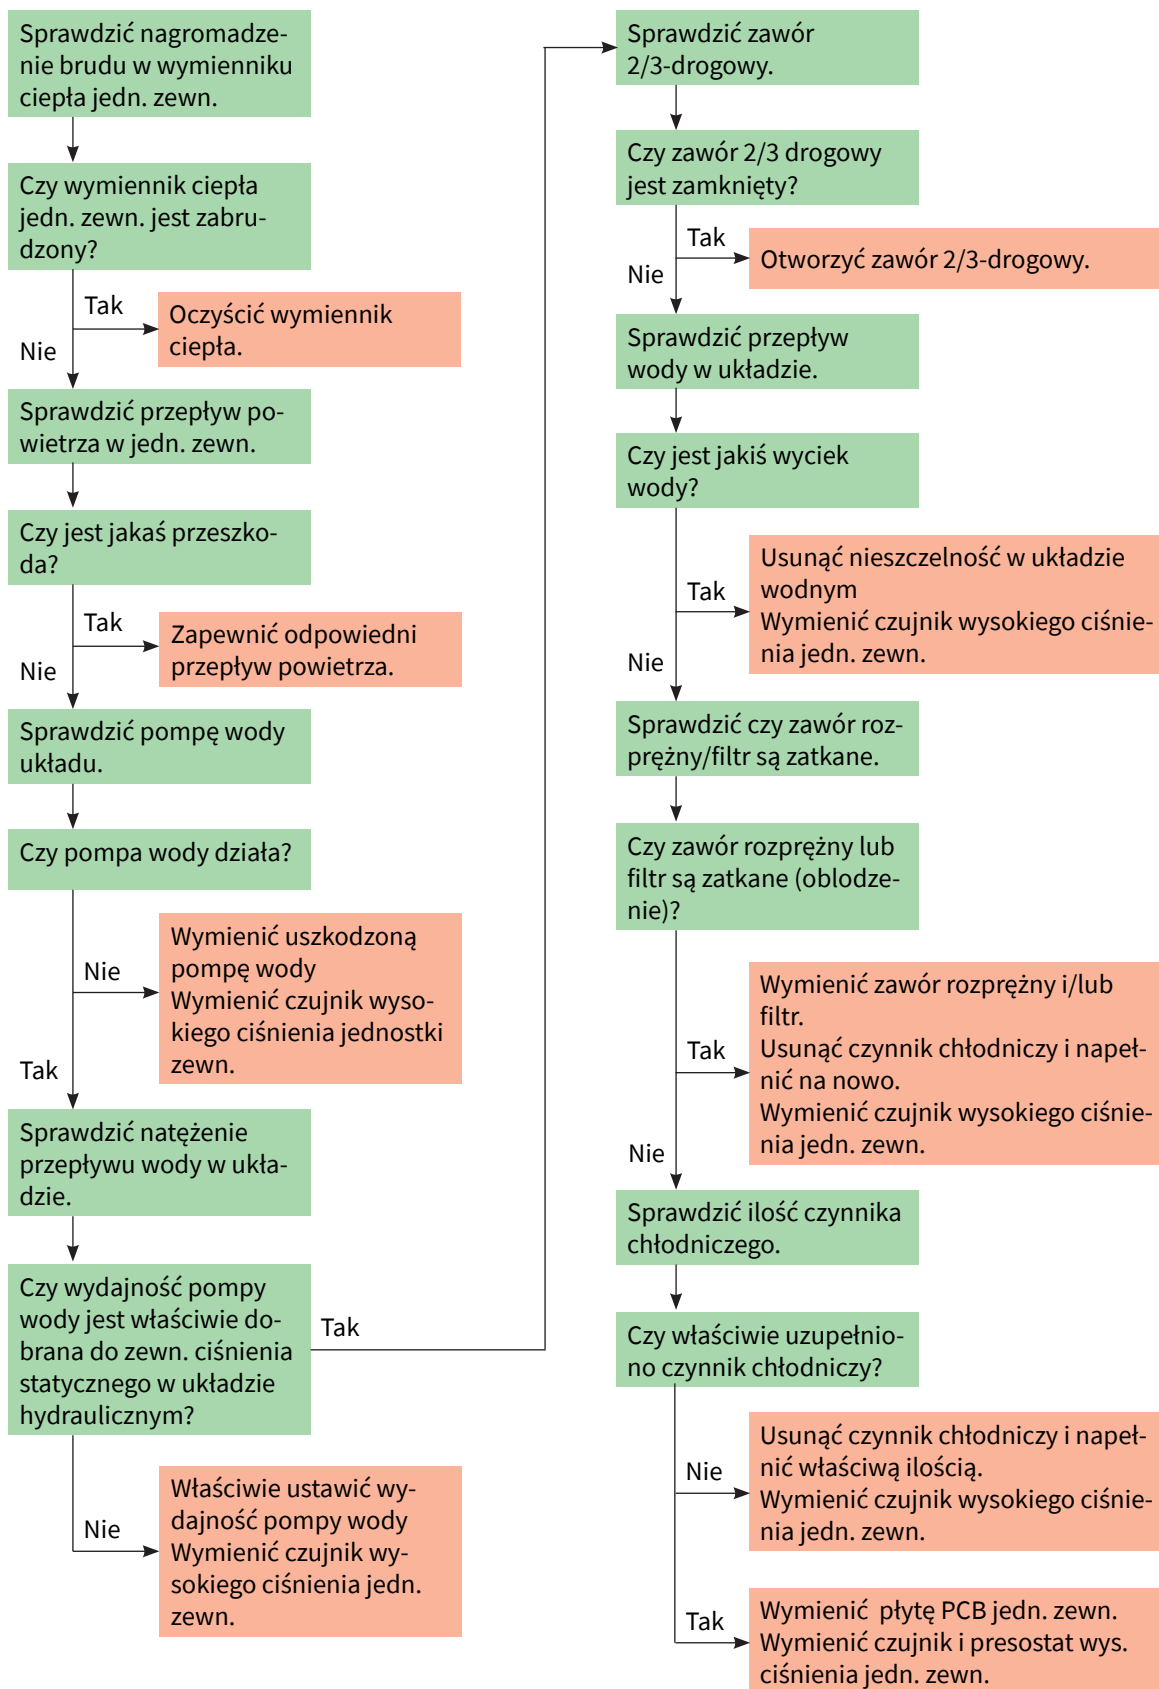 Sprawdzić nagromadze-
nie brudu w wymienniku
ciepła jedn. zewn.
Czy wymiennik ciepła
jedn. zewn. jest zabru-
dzony?
Tak
Oczyścić wymiennik
ciepła.
Nie
Sprawdzić przepływ po-
wietrza w jedn. zewn.
Czy jest jakaś przeszko-
da?
Tak
Zapewnić odpowiedni
przepływ powietrza.
Nie
Sprawdzić pompę wody
układu.
Czy pompa wody działa?
Nie
Wymienić uszkodzoną
pompę wody
Wymienić czujnik wyso-
kiego ciśnienia jednostki
zewn.
Tak
Sprawdzić natężenie
przepływu wody w ukła-
dzie.
Czy wydajność pompy
wody jest właściwie do-
brana do zewn. ciśnienia
statycznego w układzie
hydraulicznym?
Tak
Nie
Właściwie ustawić wy-
dajność pompy wody
Wymienić czujnik wy-
sokiego ciśnienia jedn.
zewn.
Sprawdzić zawór
2/3-drogowy.
Czy zawór 2/3 drogowy
jest zamknięty?
Tak
Otworzyć zawór 2/3-drogowy.
Nie
Sprawdzić przepływ
wody w układzie.
Czy jest jakiś wyciek
wody?
Tak
Usunąć nieszczelność w układzie
wodnym
Wymienić czujnik wysokiego ciśnie-
nia jedn. zewn.
Nie
Sprawdzić czy zawór roz-
prężny/filtr są zatkane.
Czy zawór rozprężny lub
filtr są zatkane (oblodze-
nie)?
Tak
Wymienić zawór rozprężny i/lub
filtr.
Usunąć czynnik chłodniczy i napeł-
nić na nowo.
Wymienić czujnik wysokiego ciśnie-
nia jedn. zewn.
Nie
Sprawdzić ilość czynnika
chłodniczego.
Czy właściwie uzupełnio-
no czynnik chłodniczy?
Nie
Usunąć czynnik chłodniczy i napeł-
nić właściwą ilością.
Wymienić czujnik wysokiego ciśnie-
nia jedn. zewn.
Tak
Wymienić płytę PCB jedn. zewn.
Wymienić czujnik i presostat wys.
ciśnienia jedn. zewn.